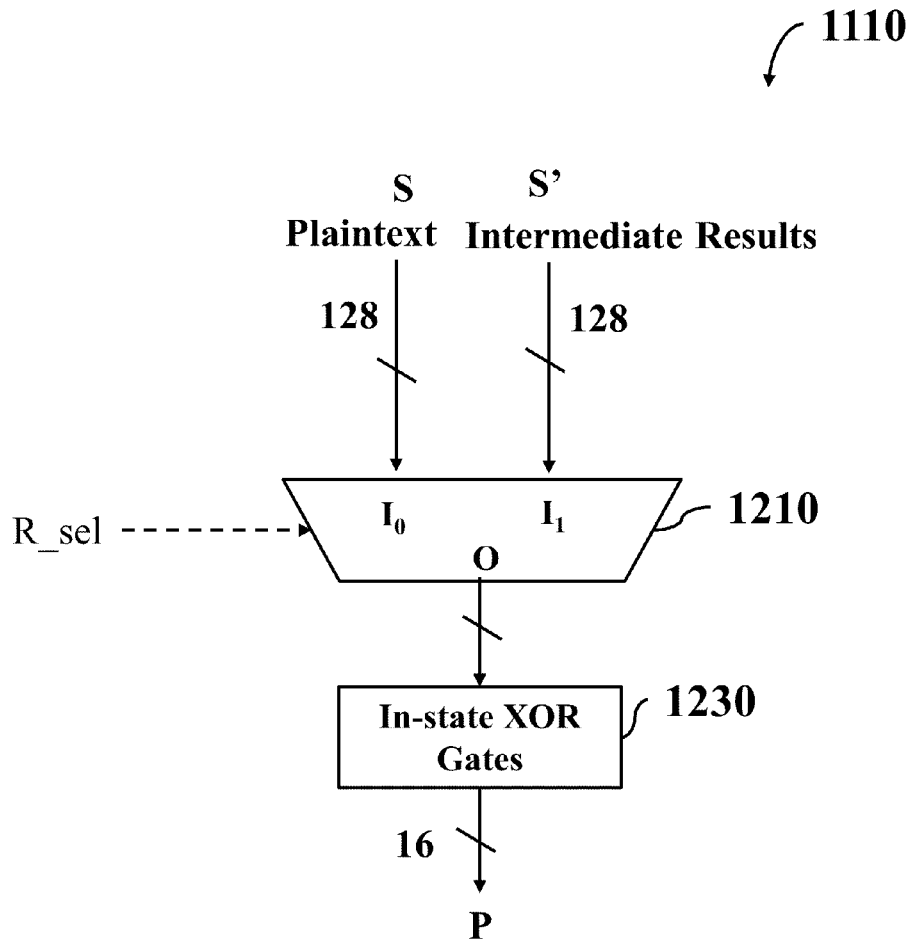 1110
S
S’
Plaintext
Intermediate Results
128
128
I₀
I₁
R_sel
1210
O
In-state XOR
Gates
1230
16
P